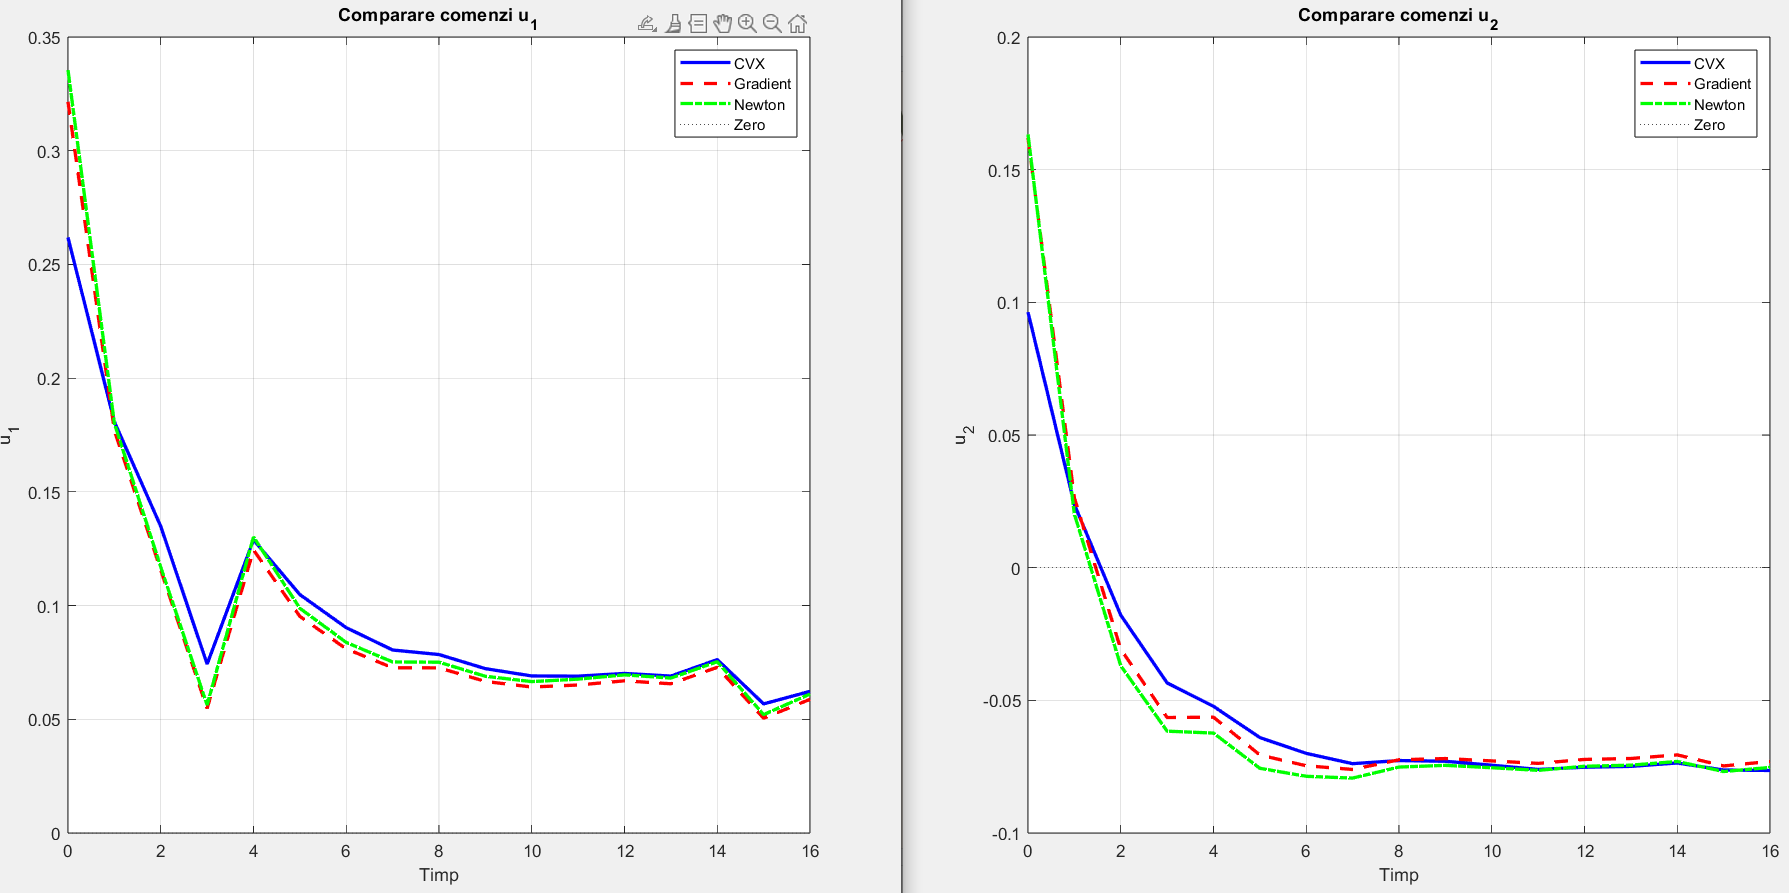 Comparare comenzi u1
0.35
0.3
0.25
0.2
0.15
0.1
0.05
0
u1
CVX
Gradient
Newton
Zero
0 2 4 6 8 10 12 14 16
Timp
Comparare comenzi u2
0.2
0.15
0.1
0.05
0
-0.05
-0.1
u2
CVX
Gradient
Newton
Zero
0 2 4 6 8 10 12 14 16
Timp